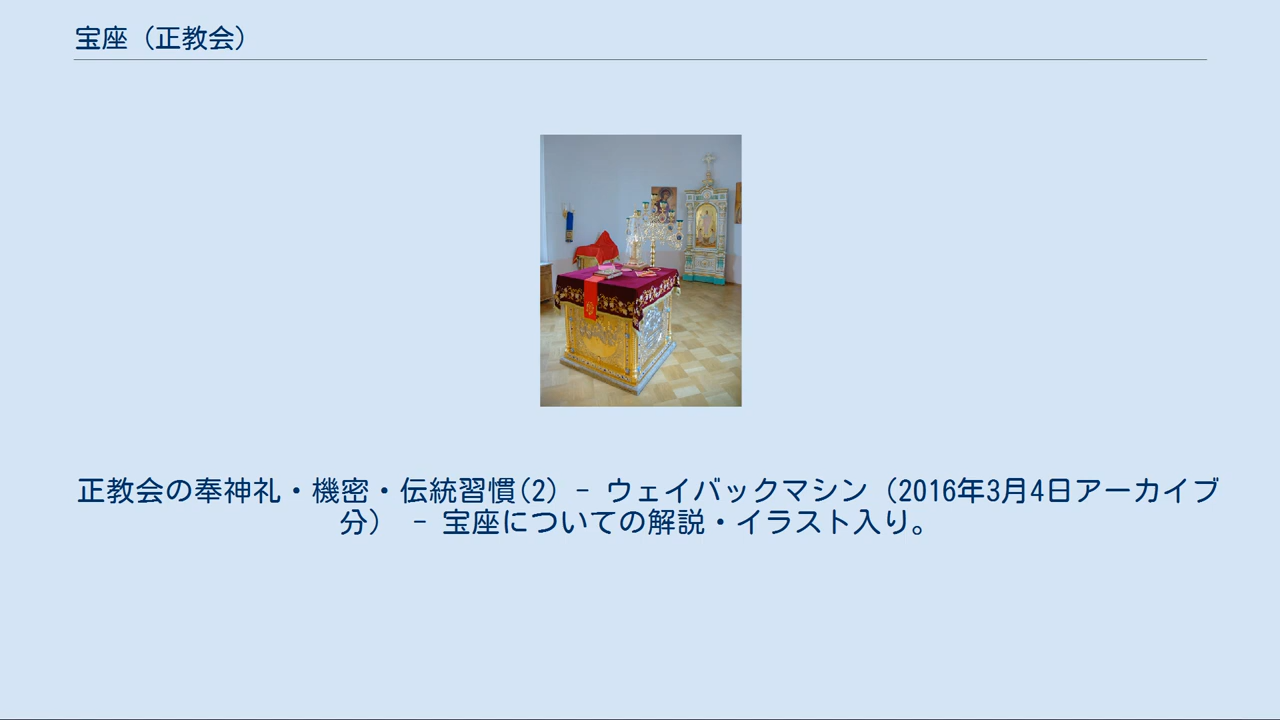 宝座（正教会）
正教会の奉神礼・機密・伝統習慣(2) - ウェイバックマシン（2016年3月4日アーカイブ
分） - 宝座についての解説・イラスト入り。